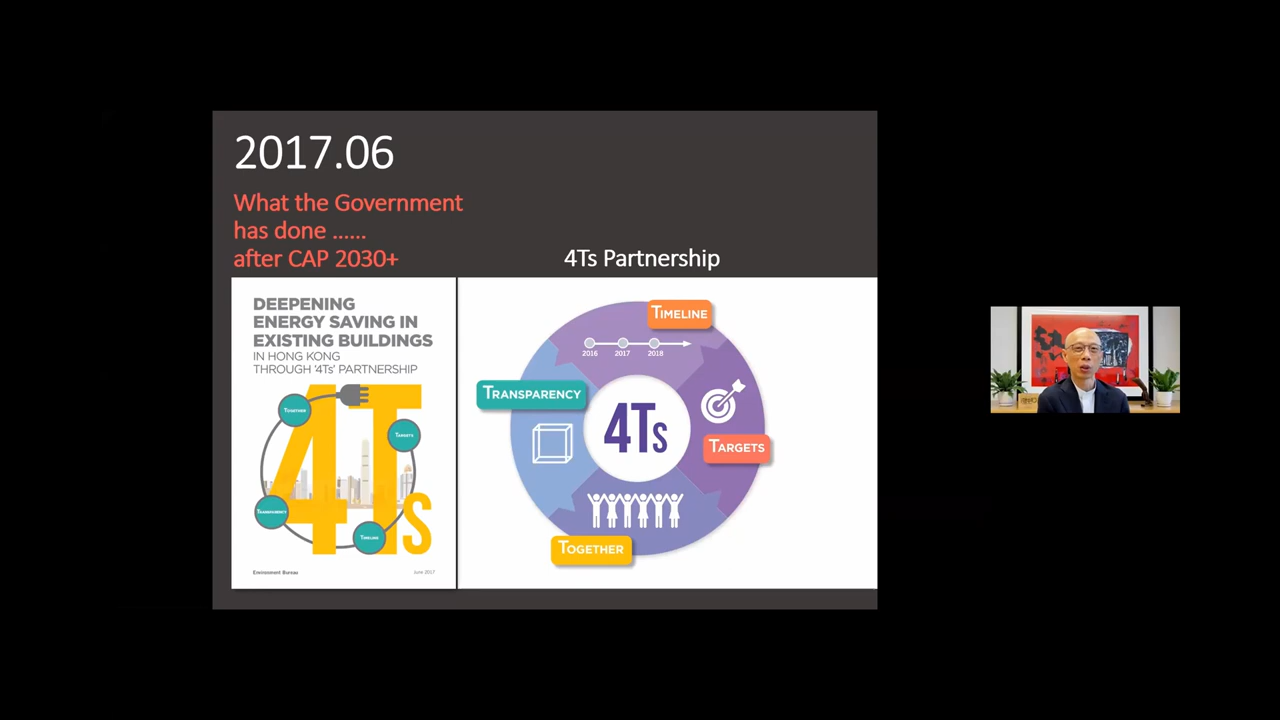 2017.06
What the Government
has done ......
after CAP 2030+
4Ts Partnership
DEEPENING
ENERGY SAVING IN
EXISTING BUILDINGS
IN HONG KONG
THROUGH '4Ts' PARTNERSHIP
TOGETHER
TARGETS
4Ts
TRANSPARENCY
TIMELINE
Environment Bureau
June 2017
TIMELINE
2016 2017 2018
TRANSPARENCY
4Ts
TARGETS
TOGETHER